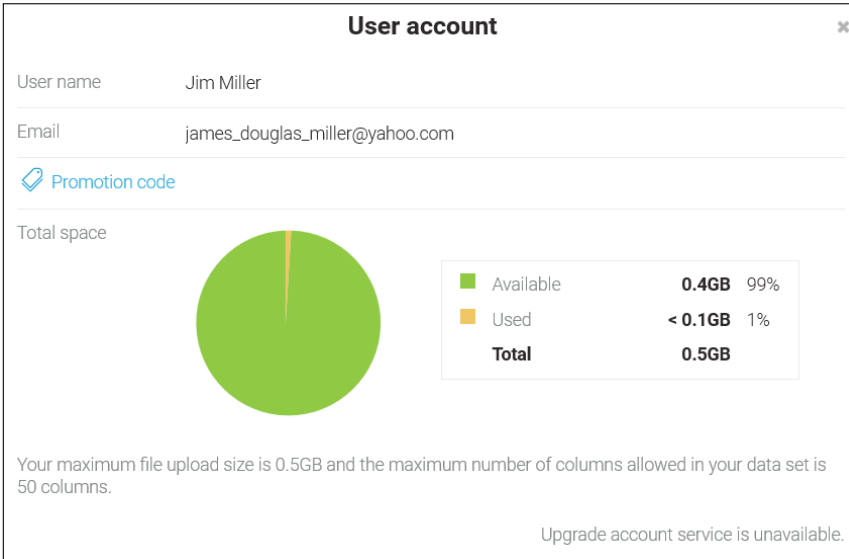 User account
×
User name Jim Miller
Email james_douglas_miller@yahoo.com
Promotion code
Total space
Available 0.4GB 99%
Used < 0.1GB 1%
Total 0.5GB
Your maximum file upload size is 0.5GB and the maximum number of columns allowed in your data set is
50 columns.
Upgrade account service is unavailable.